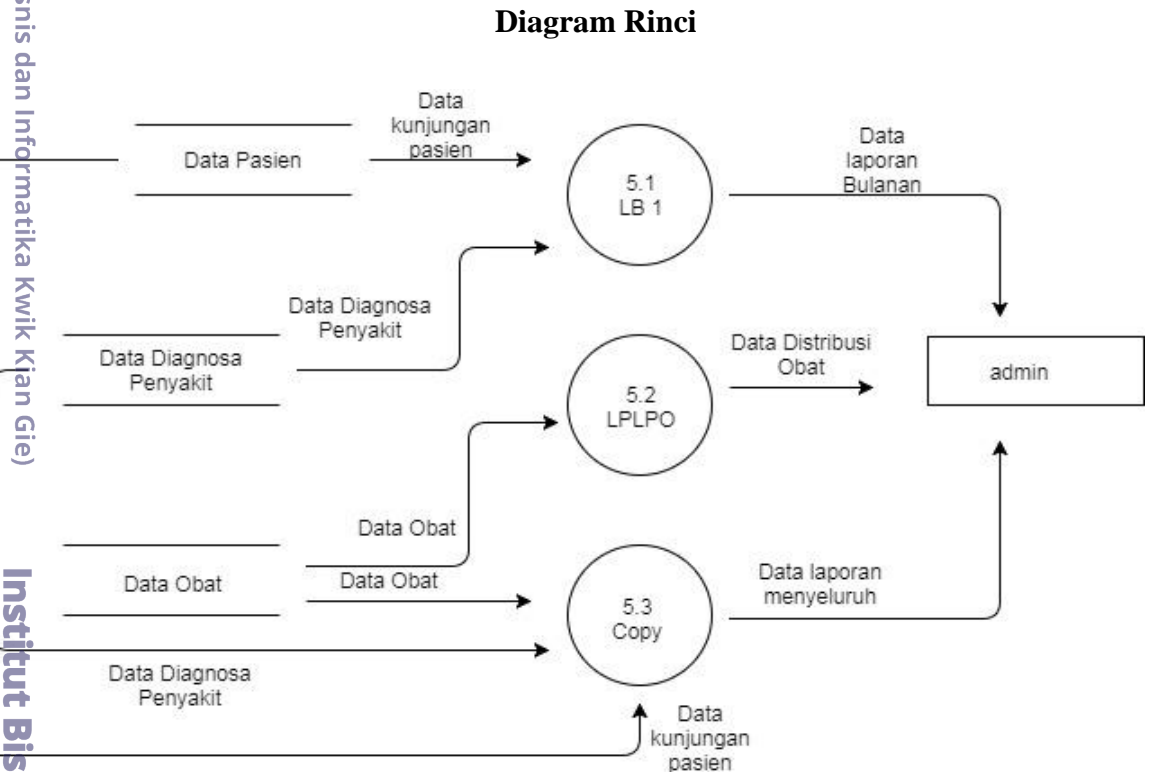 Diagram Rinci
Data
kunjungan
pasien
Data Pasien
5.1
LB 1
Data
laporan
Bulanan
Data Diagnosa
Penyakit
Data Diagnosa
Penyakit
5.2
LPLPO
Data Distribusi
Obat
admin
Data Obat
Data Obat
Data Obat
5.3
Copy
Data laporan
menyeluruh
Data Diagnosa
Penyakit
Data
kunjungan
pasien
snis dan Informatika Kwik Kian Gie)
Institut Bis